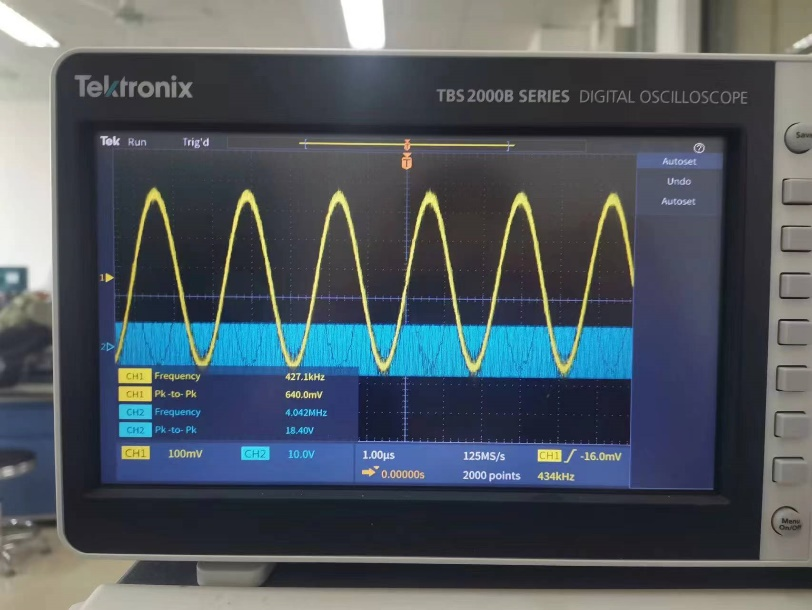 Tektronix
TBS 2000B SERIES DIGITAL OSCILLOSCOPE
Tek Run Trig'd
Autoset
Undo
Autoset
Save
T
T
1
2
CH1 Frequency 427.1kHz
CH1 Pk-to-Pk 640.0mV
CH2 Frequency 4.042MHz
CH2 Pk-to-Pk 18.40V
CH1 100mV CH2 10.0V
1.00µs 125MS/s CH1 -16.0mV
0.00000s 2000 points 434kHz
Menu
On/Off